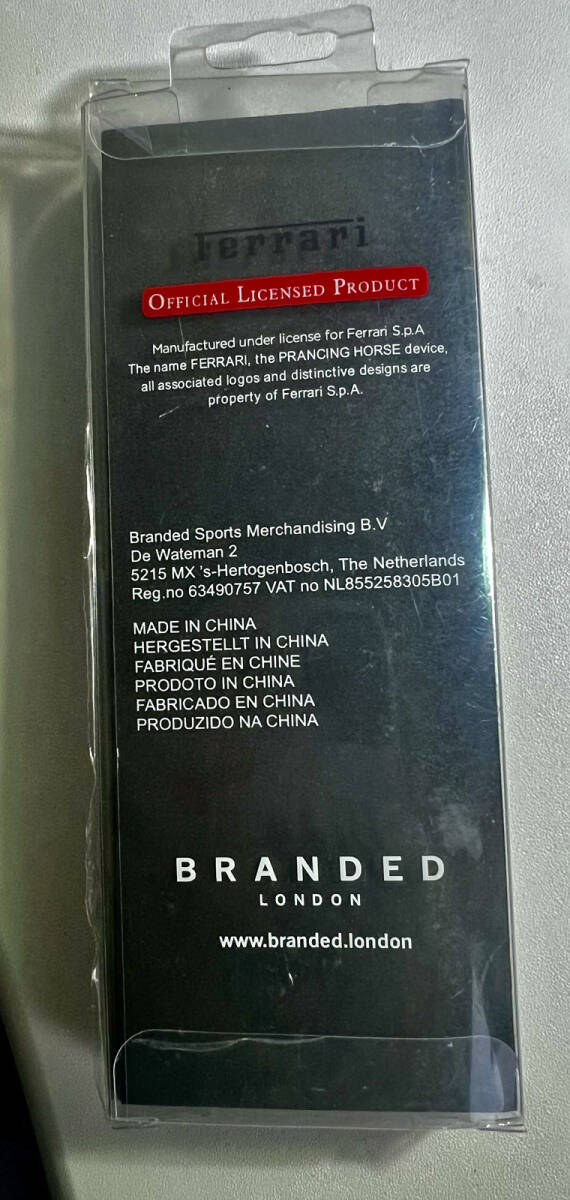 Ferrari
OFFICIAL LICENSED PRODUCT
Manufactured under license for Ferrari S.p.A
The name FERRARI, the PRANCING HORSE device,
all associated logos and distinctive designs are
property of Ferrari S.p.A.
Branded Sports Merchandising B.V
De Wateman 2
5215 MX 's-Hertogenbosch, The Netherlands
Reg.no 63490757 VAT no NL855258305B01
MADE IN CHINA
HERGESTELLT IN CHINA
FABRIQUÉ EN CHINE
PRODOTO IN CHINA
FABRICADO EN CHINA
PRODUZIDO NA CHINA
BRANDED
LONDON
www.branded.london